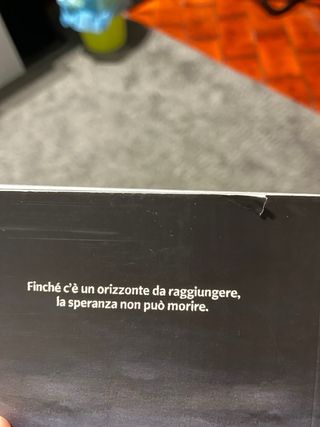 Finché c'è un orizzonte da raggiungere,
la speranza non può morire.